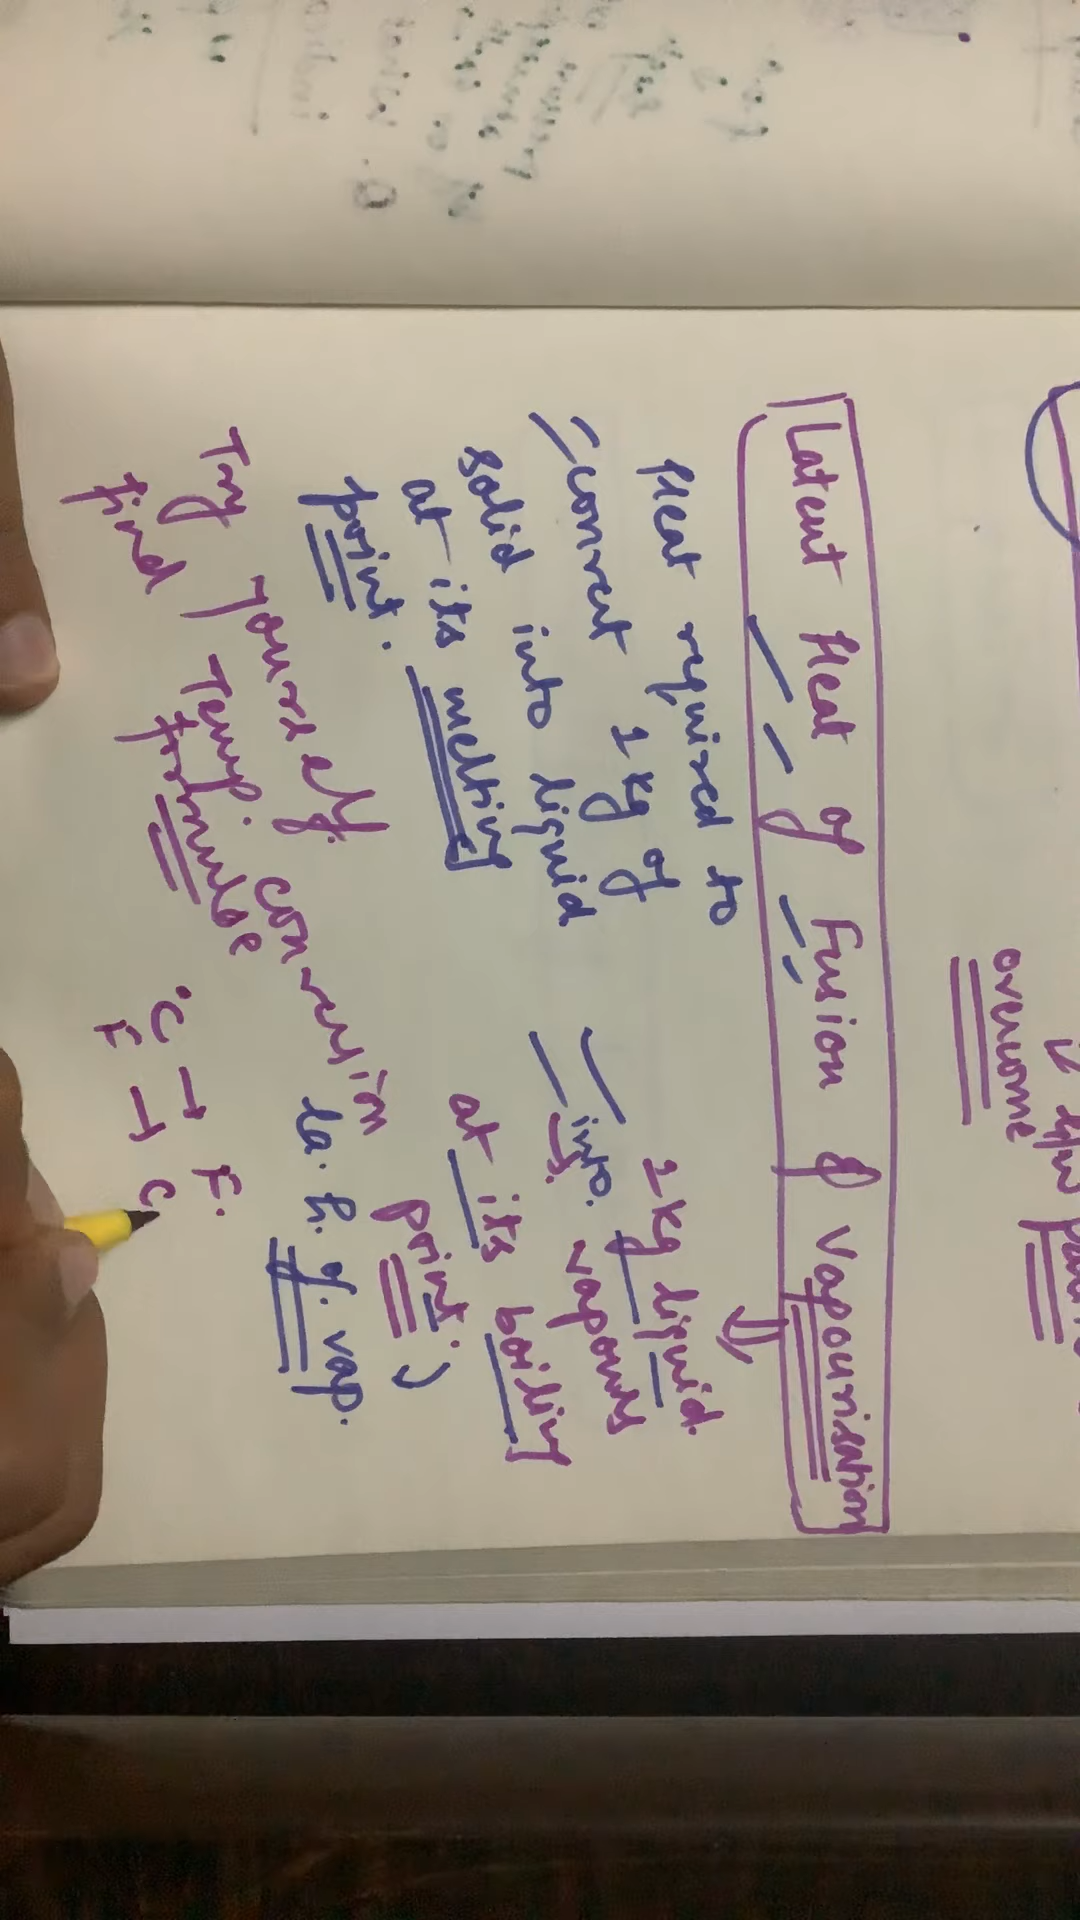 overcome
Latent Heat of Fusion & Vapourisation
Heat required to
convert 1 kg of
solid into liquid
at its melting
point.
1 kg liquid.
into.
vapours
at its boiling
point.)
la. h. of. vap.
Try yourself.
find Temp. conversion
formulae
°C → F.
F → C